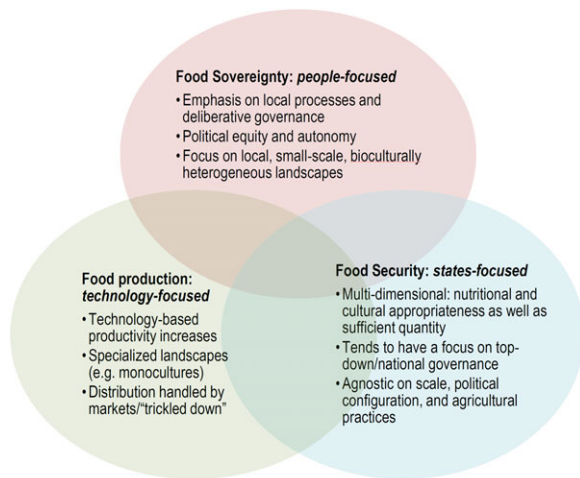 Food Sovereignty: people-focused
• Emphasis on local processes and
deliberative governance
• Political equity and autonomy
• Focus on local, small-scale, bioculturally
heterogeneous landscapes
Food production:
technology-focused
• Technology-based
productivity increases
• Specialized landscapes
(e.g. monocultures)
• Distribution handled by
markets/“trickled down”
Food Security: states-focused
• Multi-dimensional: nutritional and
cultural appropriateness as well as
sufficient quantity
• Tends to have a focus on top-
down/national governance
• Agnostic on scale, political
configuration, and agricultural
practices